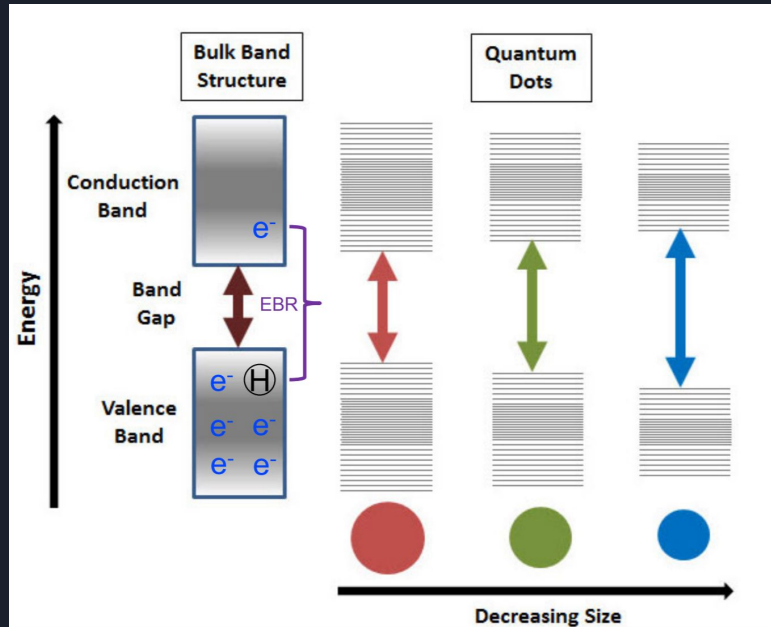 Bulk Band
Structure
Quantum
Dots
Energy
Conduction
Band
e-
Band
Gap
EBR
Valence
Band
e- H
e- e-
e- e-
Decreasing Size